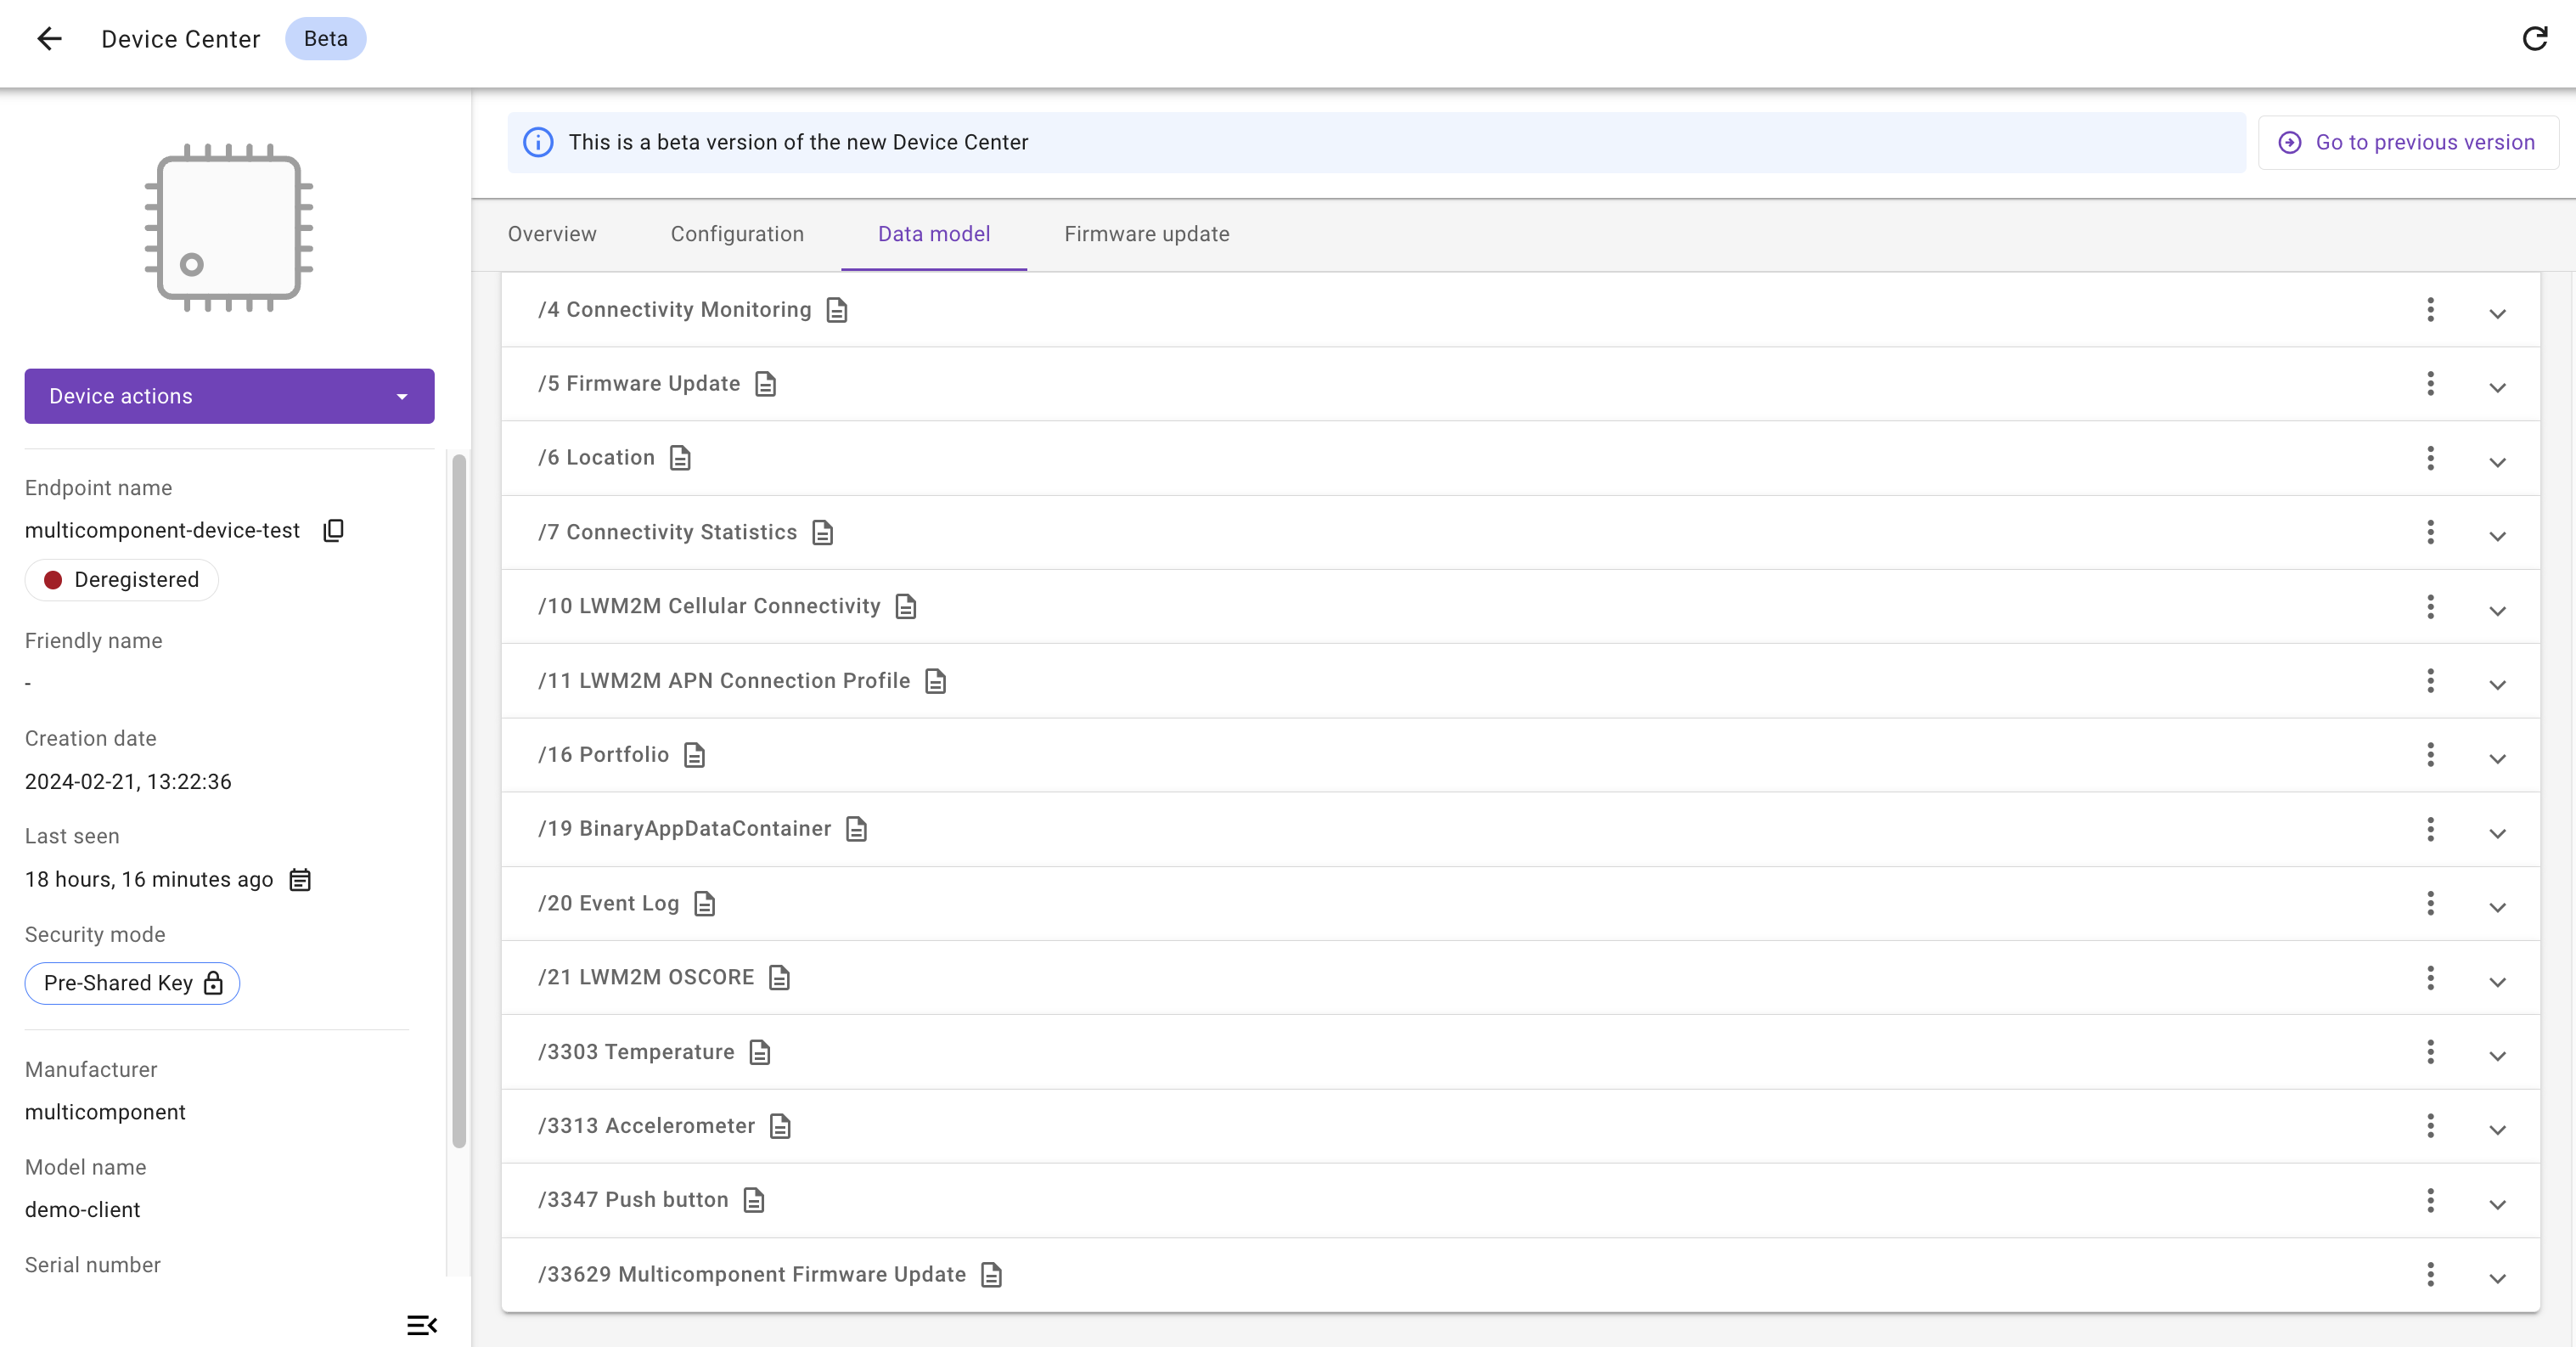 Device Center
Beta
This is a beta version of the new Device Center
Go to previous version
Overview
Configuration
Data model
Firmware update
Device actions
Endpoint name
multicomponent-device-test
Deregistered
Friendly name
-
Creation date
2024-02-21, 13:22:36
Last seen
18 hours, 16 minutes ago
Security mode
Pre-Shared Key
Manufacturer
multicomponent
Model name
demo-client
Serial number
/4 Connectivity Monitoring
/5 Firmware Update
/6 Location
/7 Connectivity Statistics
/10 LWM2M Cellular Connectivity
/11 LWM2M APN Connection Profile
/16 Portfolio
/19 BinaryAppDataContainer
/20 Event Log
/21 LWM2M OSCORE
/3303 Temperature
/3313 Accelerometer
/3347 Push button
/33629 Multicomponent Firmware Update